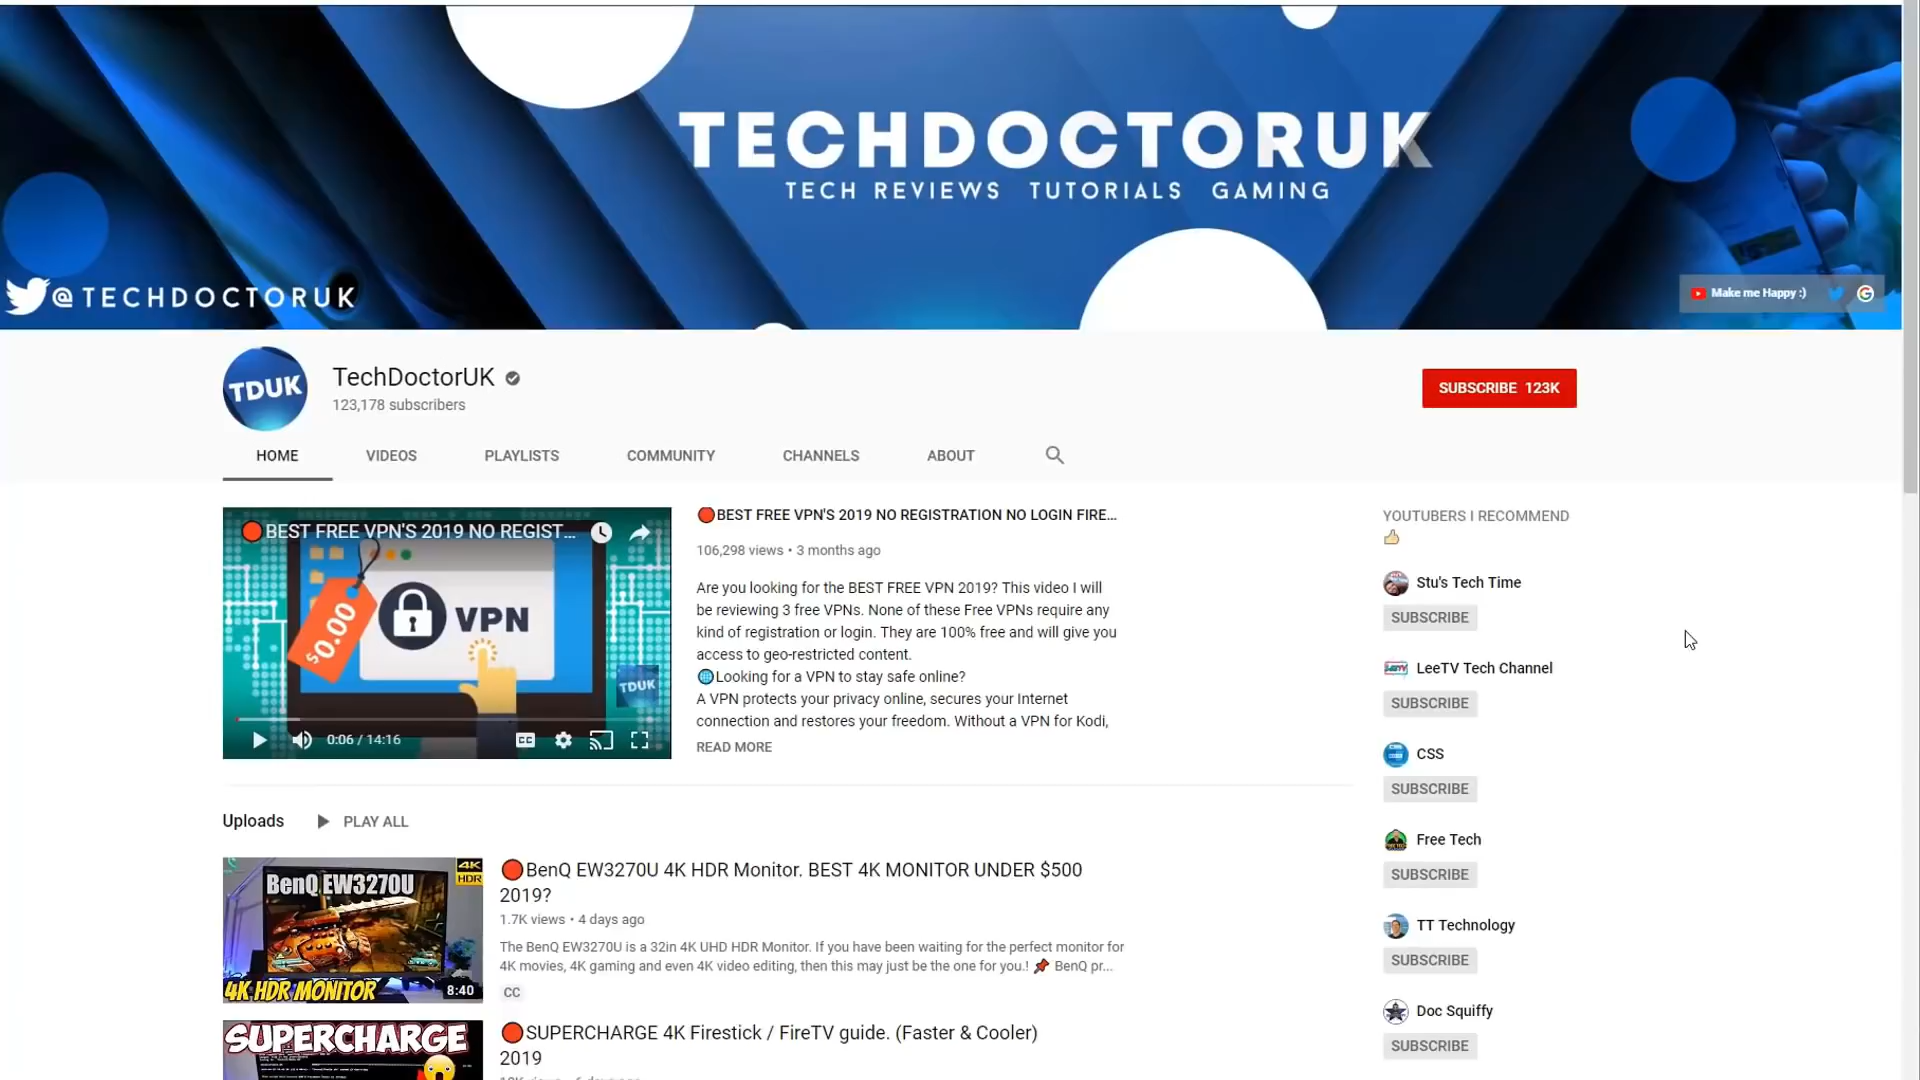 TECHDOCTORUK
TECH REVIEWS TUTORIALS GAMING
@TECHDOCTORUK
Make me Happy :)
TDUK
TechDoctorUK
123,178 subscribers
SUBSCRIBE 123K
HOME
VIDEOS
PLAYLISTS
COMMUNITY
CHANNELS
ABOUT
BEST FREE VPN'S 2019 NO REGIST...
$0.00
VPN
TDUK
0:06 / 14:16
CC
BEST FREE VPN'S 2019 NO REGISTRATION NO LOGIN FIRE...
106,298 views • 3 months ago
Are you looking for the BEST FREE VPN 2019? This video I will
be reviewing 3 free VPNs. None of these Free VPNs require any
kind of registration or login. They are 100% free and will give you
access to geo-restricted content.
Looking for a VPN to stay safe online?
A VPN protects your privacy online, secures your Internet
connection and restores your freedom. Without a VPN for Kodi,
READ MORE
YOUTUBERS I RECOMMEND
Stu's Tech Time
SUBSCRIBE
LeeTV Tech Channel
SUBSCRIBE
CSS
SUBSCRIBE
Free Tech
SUBSCRIBE
TT Technology
SUBSCRIBE
Doc Squiffy
SUBSCRIBE
Uploads
PLAY ALL
BenQ EW3270U
4K
HDR
4K HDR MONITOR
8:40
BenQ EW3270U 4K HDR Monitor. BEST 4K MONITOR UNDER $500
2019?
1.7K views • 4 days ago
The BenQ EW3270U is a 32in 4K UHD HDR Monitor. If you have been waiting for the perfect monitor for
4K movies, 4K gaming and even 4K video editing, then this may just be the one for you.! BenQ pr...
CC
SUPERCHARGE
SUPERCHARGE 4K Firestick / FireTV guide. (Faster & Cooler)
2019